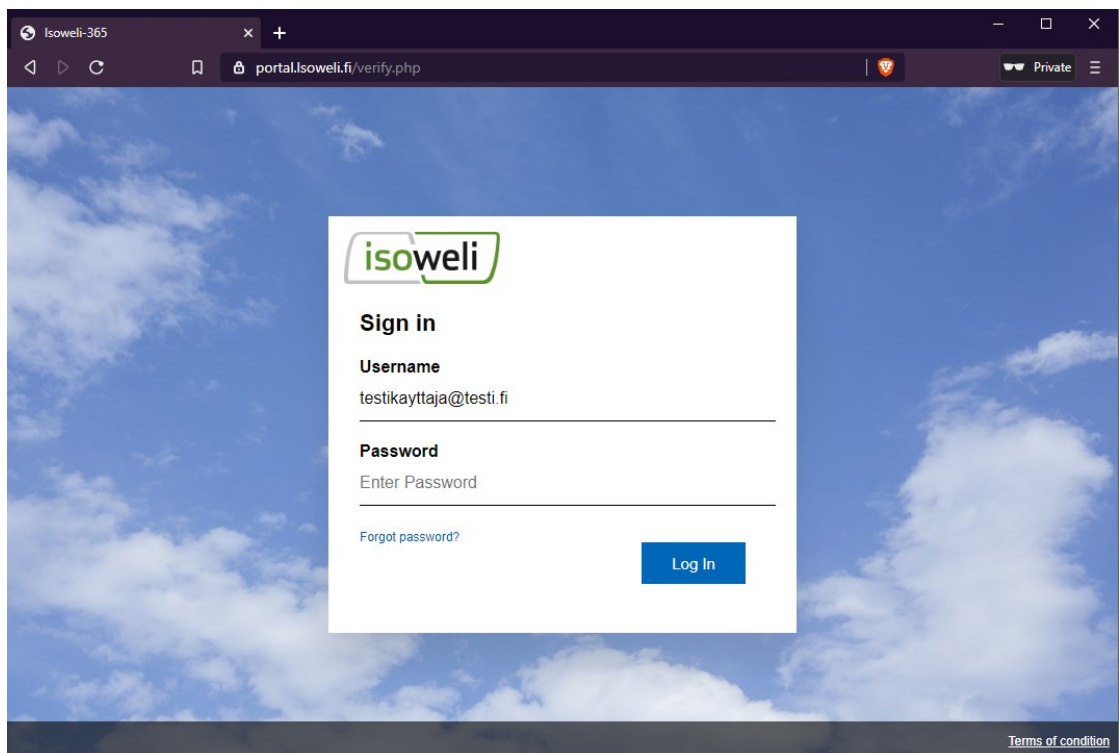 Isoweli-365
portal.lsoweli.fi/verify.php
Private
isoweli
Sign in
Username
testikayttaja@testi.fi
Password
Enter Password
Forgot password?
Log In
Terms of condition